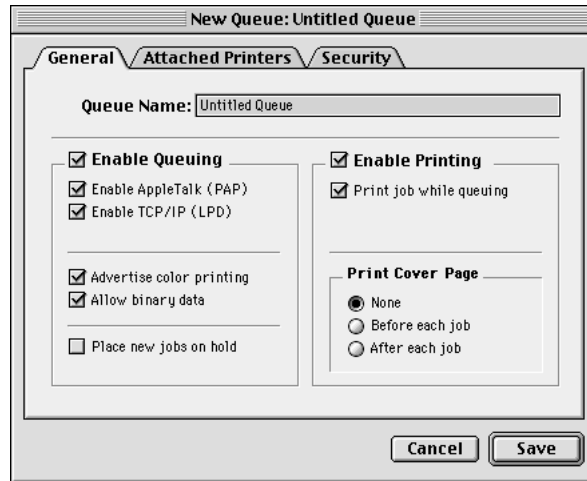 New Queue: Untitled Queue
General
Attached Printers
Security
Queue Name: Untitled Queue
Enable Queuing
Enable AppleTalk (PAP)
Enable TCP/IP (LPD)
Advertise color printing
Allow binary data
Place new jobs on hold
Enable Printing
Print job while queuing
Print Cover Page
None
Before each job
After each job
Cancel
Save